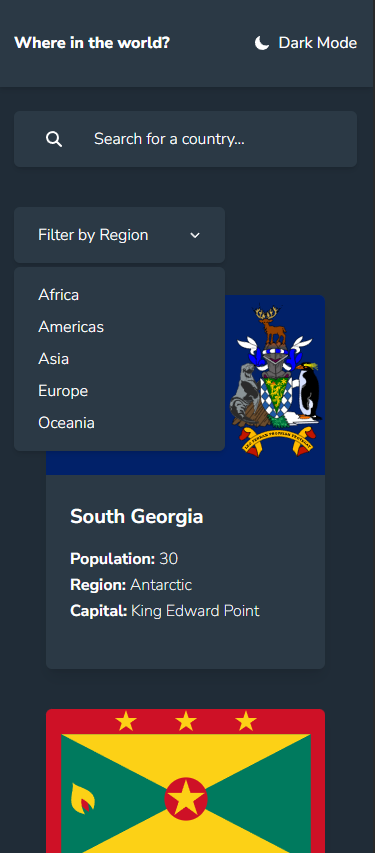 Where in the world?
Dark Mode
Search for a country...
Filter by Region
Africa
Americas
Asia
Europe
Oceania
South Georgia
Population: 30
Region: Antarctic
Capital: King Edward Point